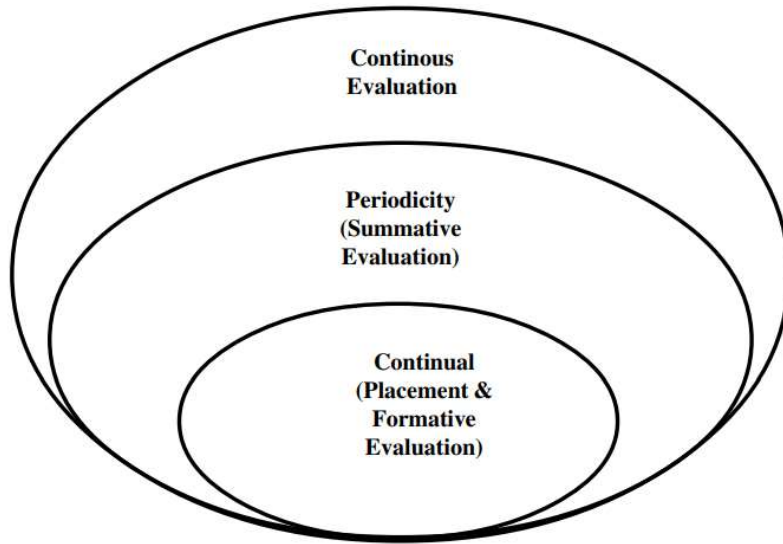 Continous
Evaluation
Periodicity
(Summative
Evaluation)
Continual
(Placement &
Formative
Evaluation)